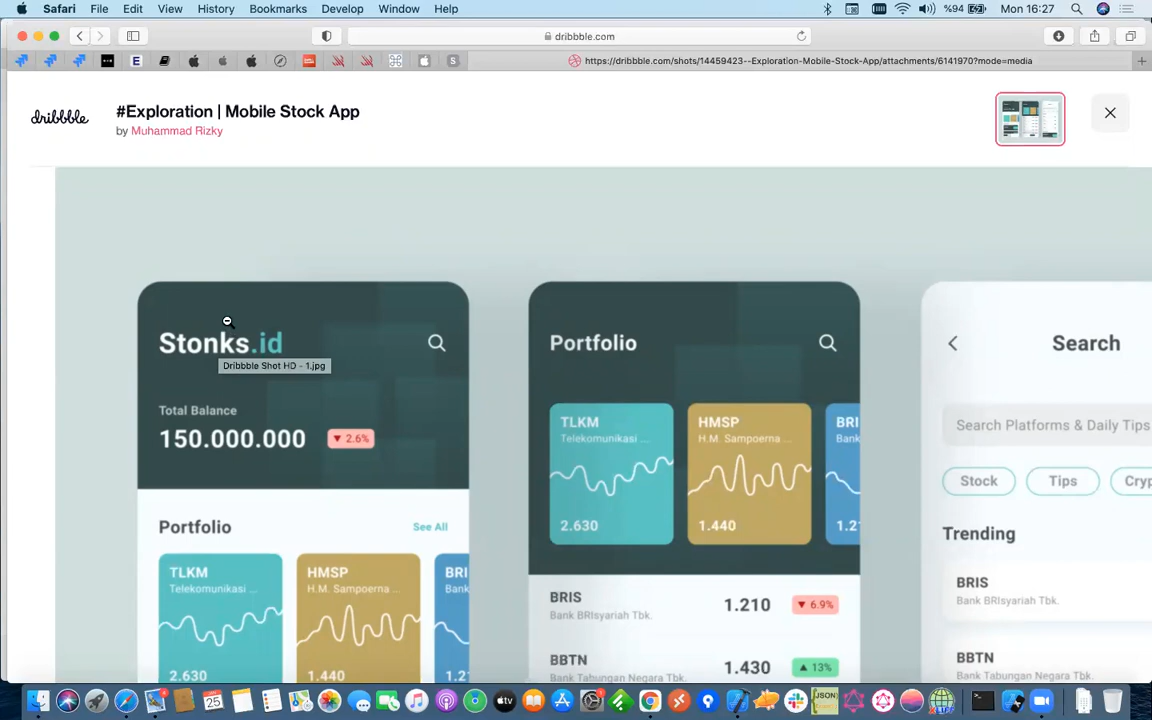 Safari File Edit View History Bookmarks Develop Window Help
%94 Mon 16:27
dribbble.com
https://dribbble.com/shots/14459423--Exploration-Mobile-Stock-App/attachments/6141970?mode=media
dribbble
#Exploration | Mobile Stock App
by Muhammad Rizky
Stonks.id
Dribbble Shot HD - 1.jpg
Total Balance
150.000.000 ▼ 2.6%
Portfolio See All
TLKM
Telekomunikasi ...
2.630
HMSP
H.M. Sampoerna ...
1.440
BRI
Portfolio
TLKM
Telekomunikasi ...
2.630
HMSP
H.M. Sampoerna ...
1.440
BRI
Bank
1.21
BRIS
Bank BRIsyariah Tbk.
1.210 ▼ 6.9%
BBTN
Bank Tabungan Negara Tbk.
1.430 ▲ 13%
Search
Search Platforms & Daily Tips
Stock Tips Cryp
Trending
BRIS
Bank BRIsyariah Tbk.
BBTN
Bank Tabungan Negara Tbk.